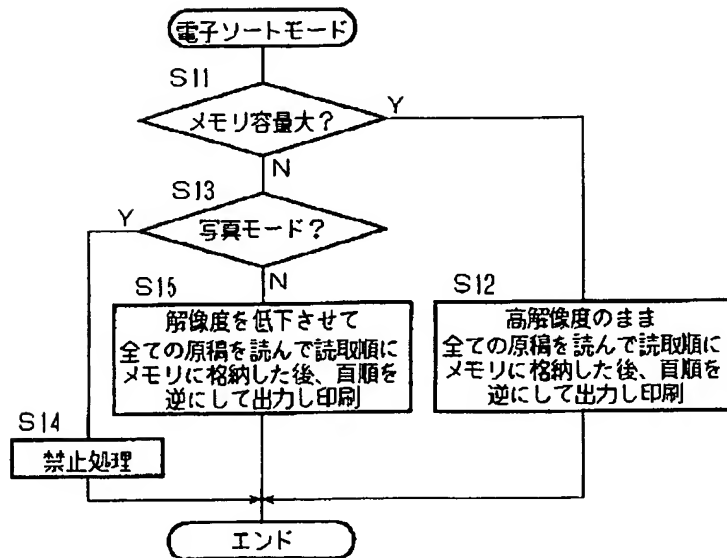 電子ソートモード
S11
メモリ容量大?
Y
N
S13
Y
写真モード?
N
S15
解像度を低下させて
全ての原稿を読んで読取順に
メモリに格納した後、頁順を
逆にして出力し印刷
S12
高解像度のまま
全ての原稿を読んで読取順に
メモリに格納した後、頁順を
逆にして出力し印刷
S14
禁止処理
エンド